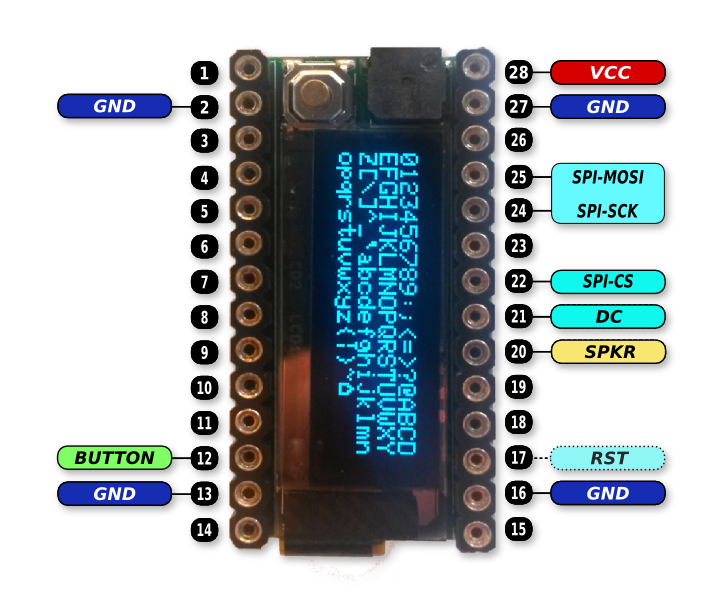 1
2 GND
3
4
5
6
7
8
9
10
11
12 BUTTON
13 GND
14
0123456789:;<=>?@ABCD
EFGHIJKLMNOPQRSTUVWXY
Z[\]^_`abcdefghijklmn
opqrstuvwxyz{|}~⌂
28 VCC
27 GND
26
25 SPI-MOSI
24 SPI-SCK
23
22 SPI-CS
21 DC
20 SPKR
19
18
17 RST
16 GND
15